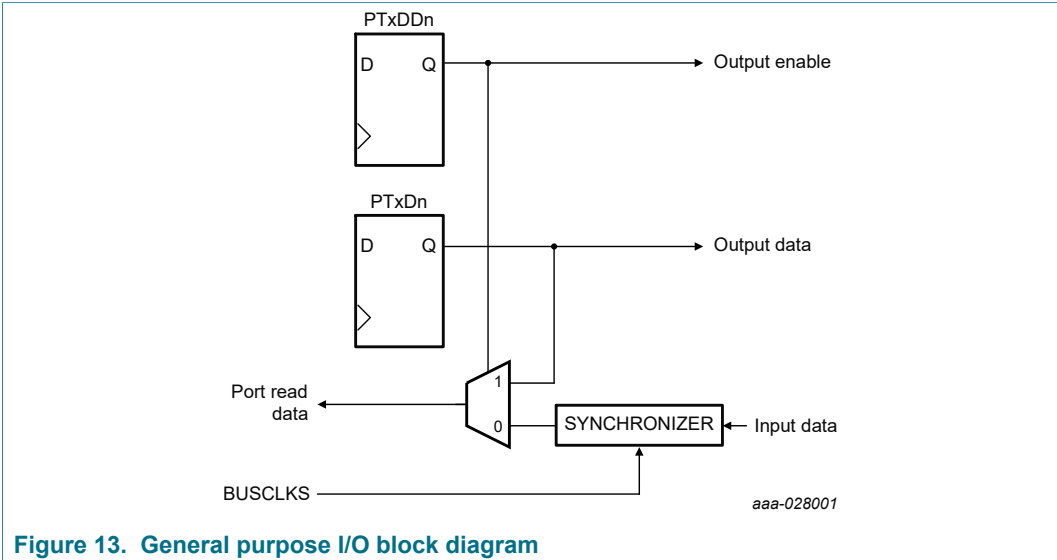 PTxDDn
D Q
Output enable
PTxDn
D Q
Output data
1
Port read
data
0
SYNCHRONIZER
Input data
BUSCLKS
aaa-028001
Figure 13. General purpose I/O block diagram